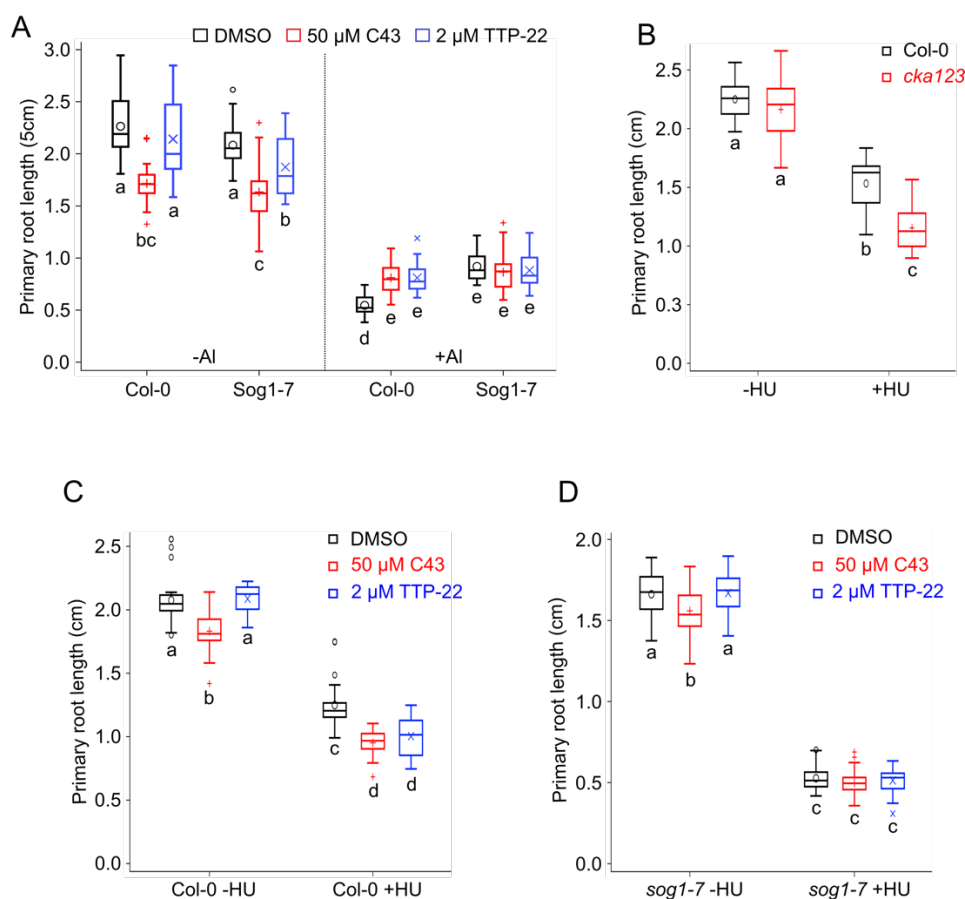 A
DMSO 50 µM C43 2 µM TTP-22
Primary root length (5cm)
3.0
2.5
2.0
1.5
1.0
0.5
0.0
a
bc
a
a
c
b
d
e
e
e
e
e
-Al
+Al
Col-0 Sog1-7 Col-0 Sog1-7
B
Col-0
cka123
Primary root length (cm)
2.5
2.0
1.5
1.0
0.3
0.0
a
a
b
c
-HU +HU
C
DMSO
50 µM C43
2 µM TTP-22
Primary root length (cm)
2.5
2.0
1.5
1.0
0.5
0.0
a
b
a
c
d
d
Col-0 -HU Col-0 +HU
D
DMSO
50 µM C43
2 µM TTP-22
Primary root length (cm)
2.0
1.5
1.0
0.5
0.0
a
b
a
c
c
c
sog1-7 -HU sog1-7 +HU